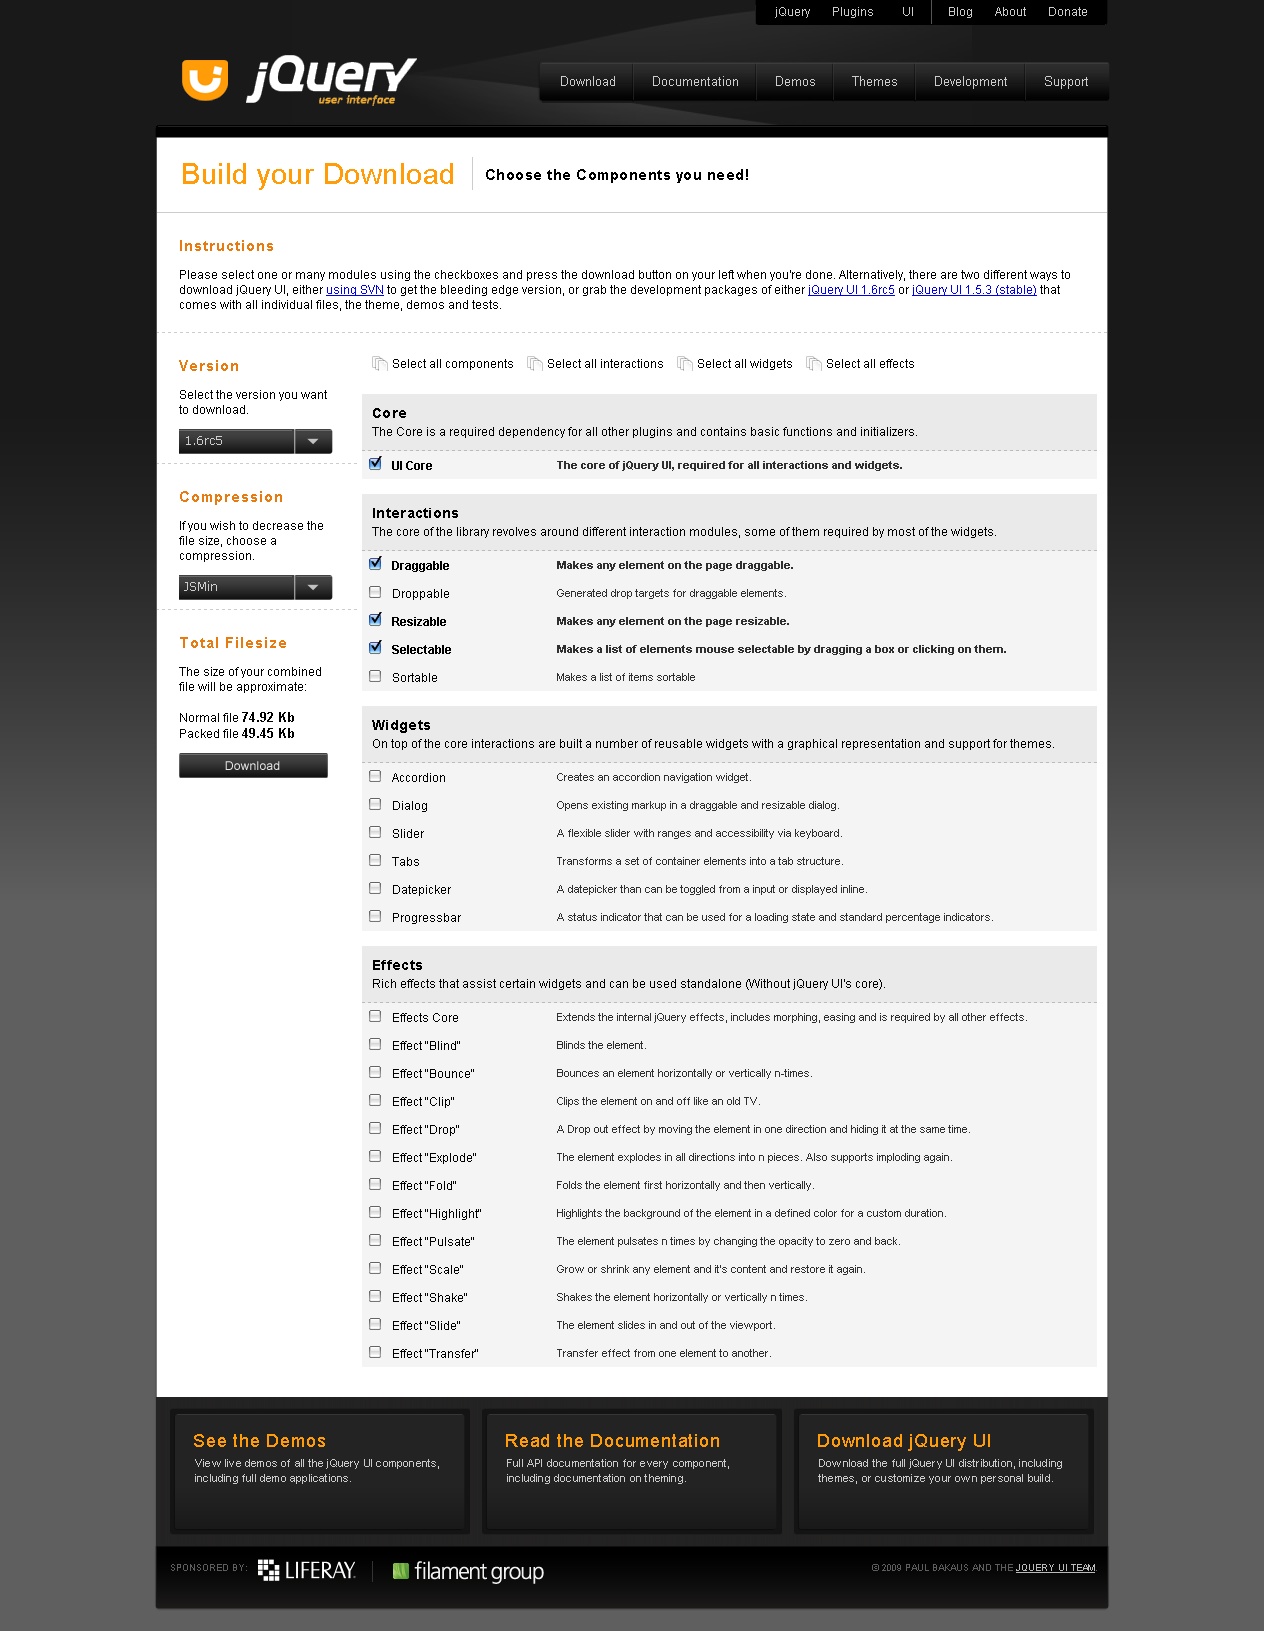 jQuery Plugins UI Blog About Donate
jQuery
user interface
Download Documentation Demos Themes Development Support
Build your Download Choose the Components you need!
Instructions
Please select one or many modules using the checkboxes and press the download button on your left when you're done. Alternatively, there are two different ways to
download jQuery UI, either using SVN to get the bleeding edge version, or grab the development packages of either jQuery UI 1.6rc5 or jQuery UI 1.5.3 (stable) that
comes with all individual files, the theme, demos and tests.
Version
Select the version you want
to download.
1.6rc5
Compression
If you wish to decrease the
file size, choose a
compression.
JSMin
Total Filesize
The size of your combined
file will be approximate:
Normal file 74.92 Kb
Packed file 49.45 Kb
Download
Select all components Select all interactions Select all widgets Select all effects
Core
The Core is a required dependency for all other plugins and contains basic functions and initializers.
UI Core The core of jQuery UI, required for all interactions and widgets.
Interactions
The core of the library revolves around different interaction modules, some of them required by most of the widgets.
Draggable Makes any element on the page draggable.
Droppable Generated drop targets for draggable elements.
Resizable Makes any element on the page resizable.
Selectable Makes a list of elements mouse selectable by dragging a box or clicking on them.
Sortable Makes a list of items sortable
Widgets
On top of the core interactions are built a number of reusable widgets with a graphical representation and support for themes.
Accordion Creates an accordion navigation widget.
Dialog Opens existing markup in a draggable and resizable dialog.
Slider A flexible slider with ranges and accessibility via keyboard.
Tabs Transforms a set of container elements into a tab structure.
Datepicker A datepicker than can be toggled from a input or displayed inline.
Progressbar A status indicator that can be used for a loading state and standard percentage indicators.
Effects
Rich effects that assist certain widgets and can be used standalone (Without jQuery UI's core).
Effects Core Extends the internal jQuery effects, includes morphing, easing and is required by all other effects.
Effect "Blind" Blinds the element.
Effect "Bounce" Bounces an element horizontally or vertically n-times.
Effect "Clip" Clips the element on and off like an old TV.
Effect "Drop" A Drop out effect by moving the element in one direction and hiding it at the same time.
Effect "Explode" The element explodes in all directions into n pieces. Also supports imploding again.
Effect "Fold" Folds the element first horizontally and then vertically.
Effect "Highlight" Highlights the background of the element in a defined color for a custom duration.
Effect "Pulsate" The element pulsates n times by changing the opacity to zero and back.
Effect "Scale" Grow or shrink any element and it's content and restore it again.
Effect "Shake" Shakes the element horizontally or vertically n times.
Effect "Slide" The element slides in and out of the viewport.
Effect "Transfer" Transfer effect from one element to another.
See the Demos
View live demos of all the jQuery UI components,
including full demo applications.
Read the Documentation
Full API documentation for every component,
including documentation on theming.
Download jQuery UI
Download the full jQuery UI distribution, including
themes, or customize your own personal build.
SPONSORED BY: LIFERAY. filament group © 2009 PAUL BAKAUS AND THE JQUERY UI TEAM.